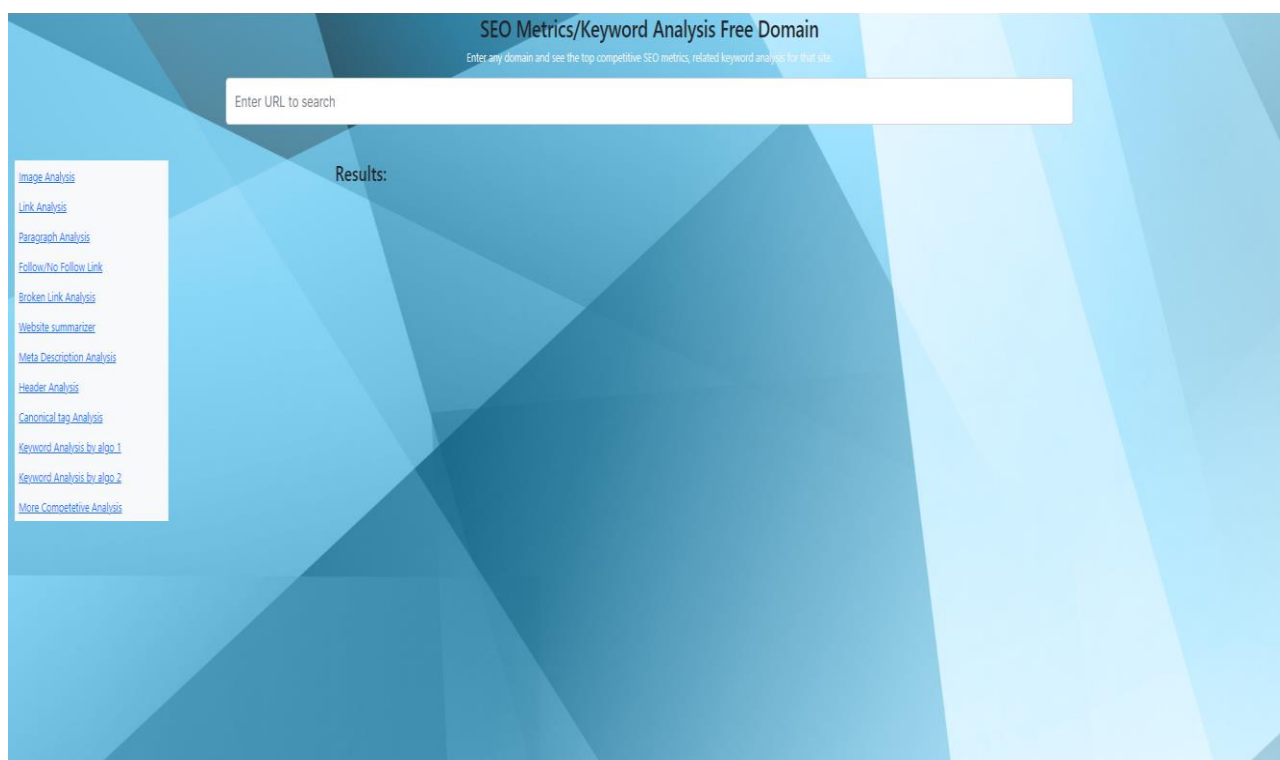 SEO Metrics/Keyword Analysis Free Domain
Enter any domain and see the top competitive SEO metrics, related keyword analysis for that site.
Enter URL to search
Results:
Image Analysis
Link Analysis
Paragraph Analysis
Follow/No Follow Link
Broken Link Analysis
Website summarizer
Meta Description Analysis
Header Analysis
Canonical tag Analysis
Keyword Analysis by algo 1
Keyword Analysis by algo 2
More Competetive Analysis